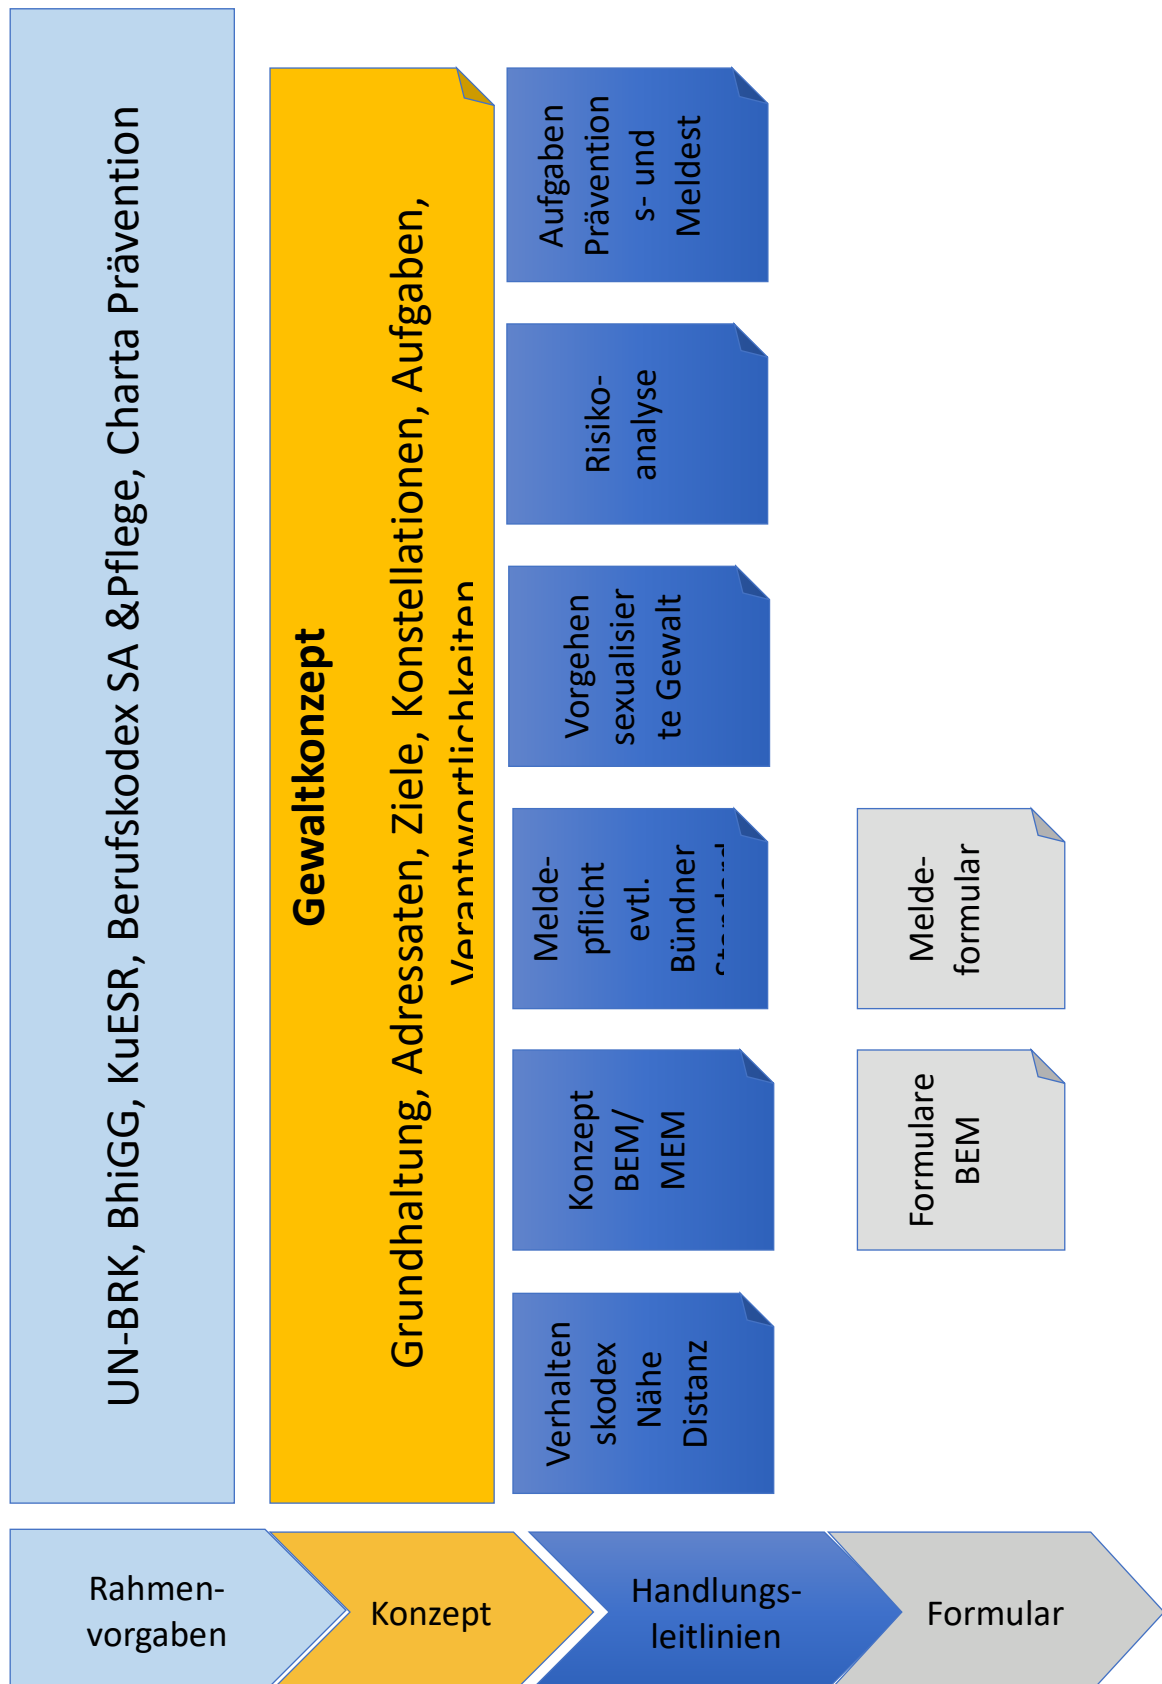 UN-BRK, BhiGG, KuESR, Berufskodex SA &Pflege, Charta Prävention
Gewaltkonzept
Grundhaltung, Adressaten, Ziele, Konstellationen, Aufgaben,
Verantwortlichkeiten
Verhalten
skodex
Nähe
Distanz
Konzept
BEM/
MEM
Melde-
pflicht
evtl.
Bündner
Standard
Vorgehen
sexualisier
te Gewalt
Risiko-
analyse
Aufgaben
Prävention
s- und
Meldest
Formulare
BEM
Melde-
formular
Rahmen-
vorgaben
Konzept
Handlungs-
leitlinien
Formular